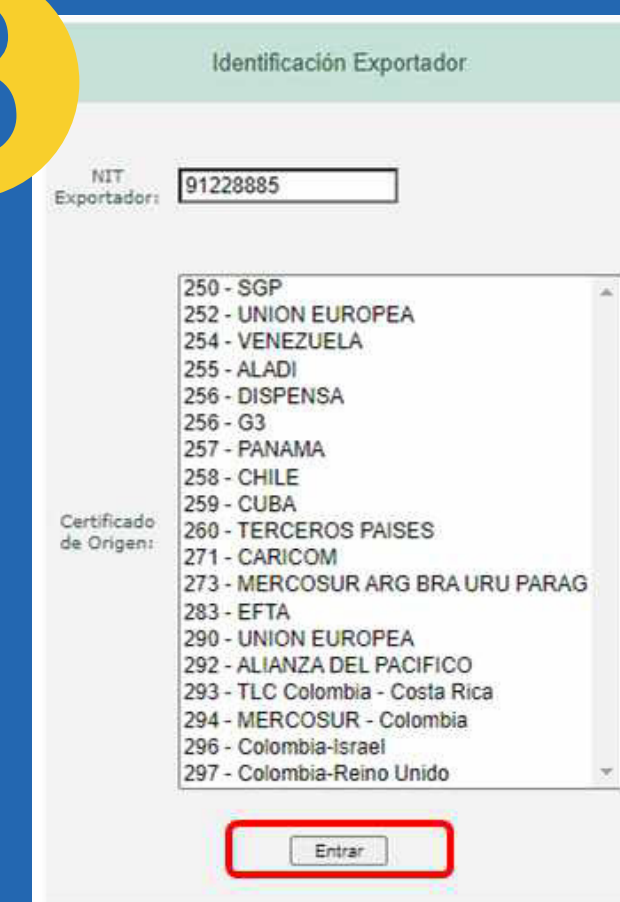 Identificación Exportador
NIT
Exportador:
91228885
250 - SGP
252 - UNION EUROPEA
254 - VENEZUELA
255 - ALADI
256 - DISPENSA
256 - G3
257 - PANAMA
258 - CHILE
259 - CUBA
Certificado
de Origen:
260 - TERCEROS PAISES
271 - CARICOM
273 - MERCOSUR ARG BRA URU PARAG
283 - EFTA
290 - UNION EUROPEA
292 - ALIANZA DEL PACIFICO
293 - TLC Colombia - Costa Rica
294 - MERCOSUR - Colombia
296 - Colombia-Israel
297 - Colombia-Reino Unido
Entrar